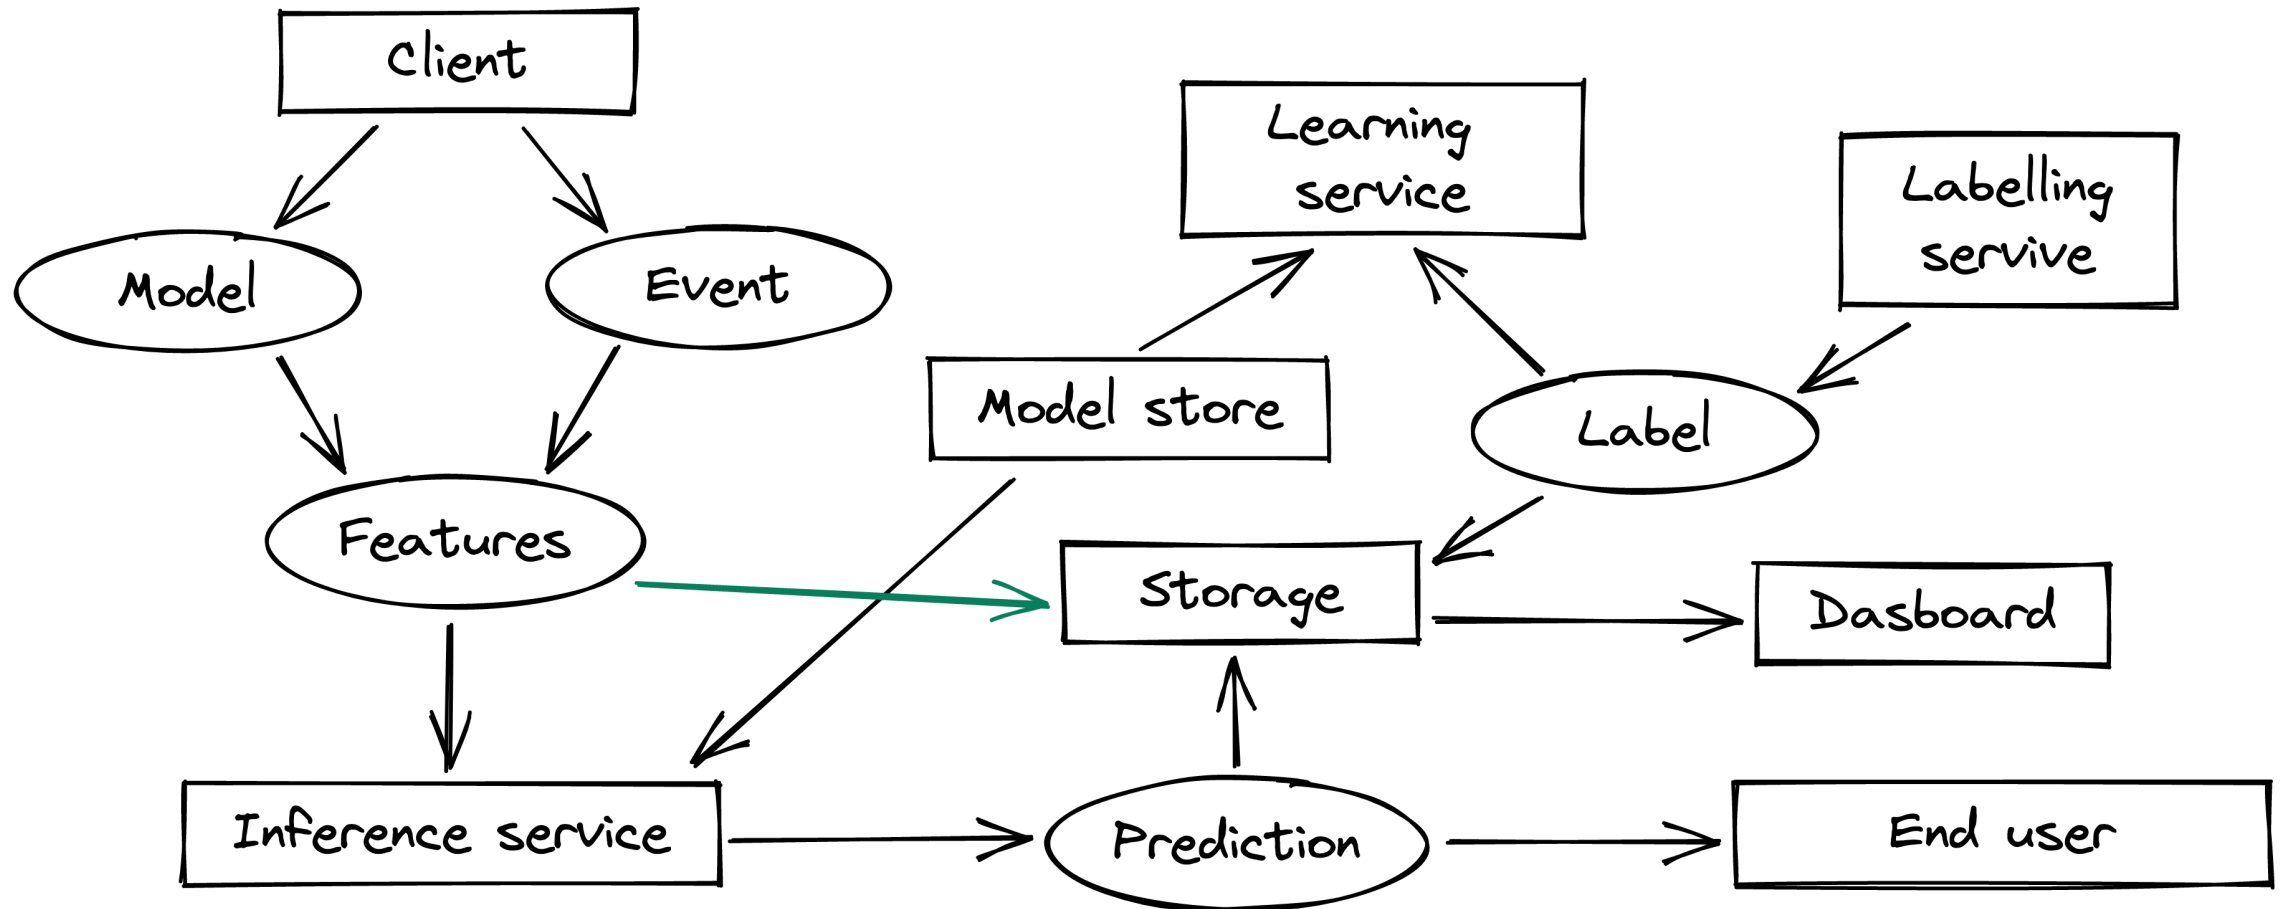 Client
Learning
service
Labelling
servive
Model
Event
Model store
Label
Features
Storage
Dasboard
Inference service
Prediction
End user